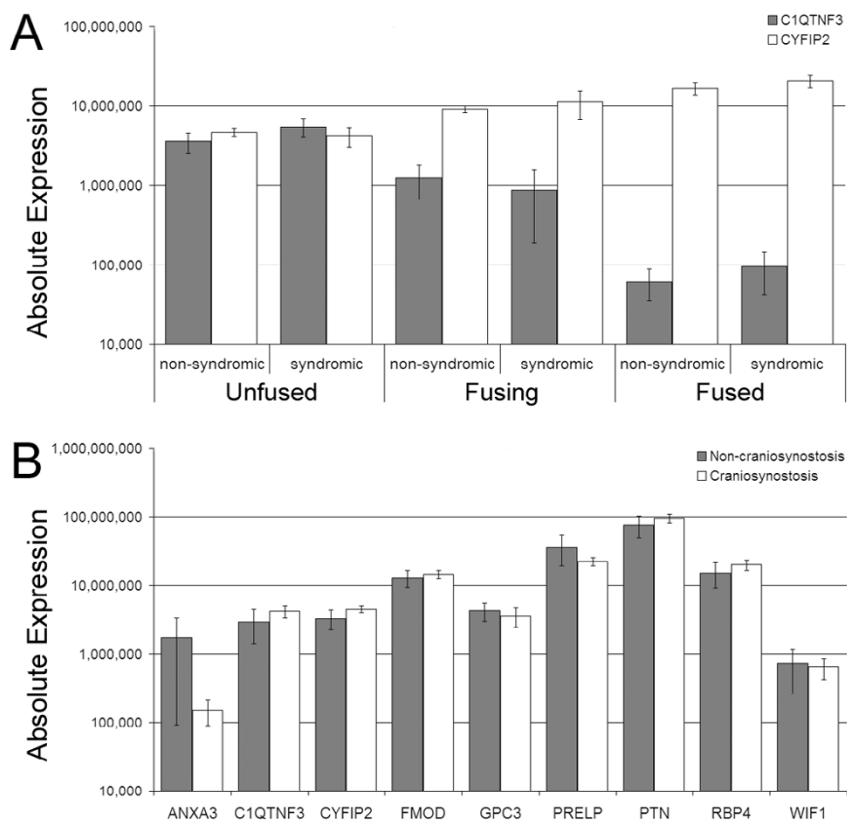 A
100,000,000
10,000,000
1,000,000
100,000
10,000
Absolute Expression
C1QTNF3
CYFIP2
non-syndromic syndromic non-syndromic syndromic non-syndromic syndromic
Unfused Fusing Fused
B
1,000,000,000
100,000,000
10,000,000
1,000,000
100,000
10,000
Absolute Expression
Non-craniosynostosis
Craniosynostosis
ANXA3 C1QTNF3 CYFIP2 FMOD GPC3 PRELP PTN RBP4 WIF1